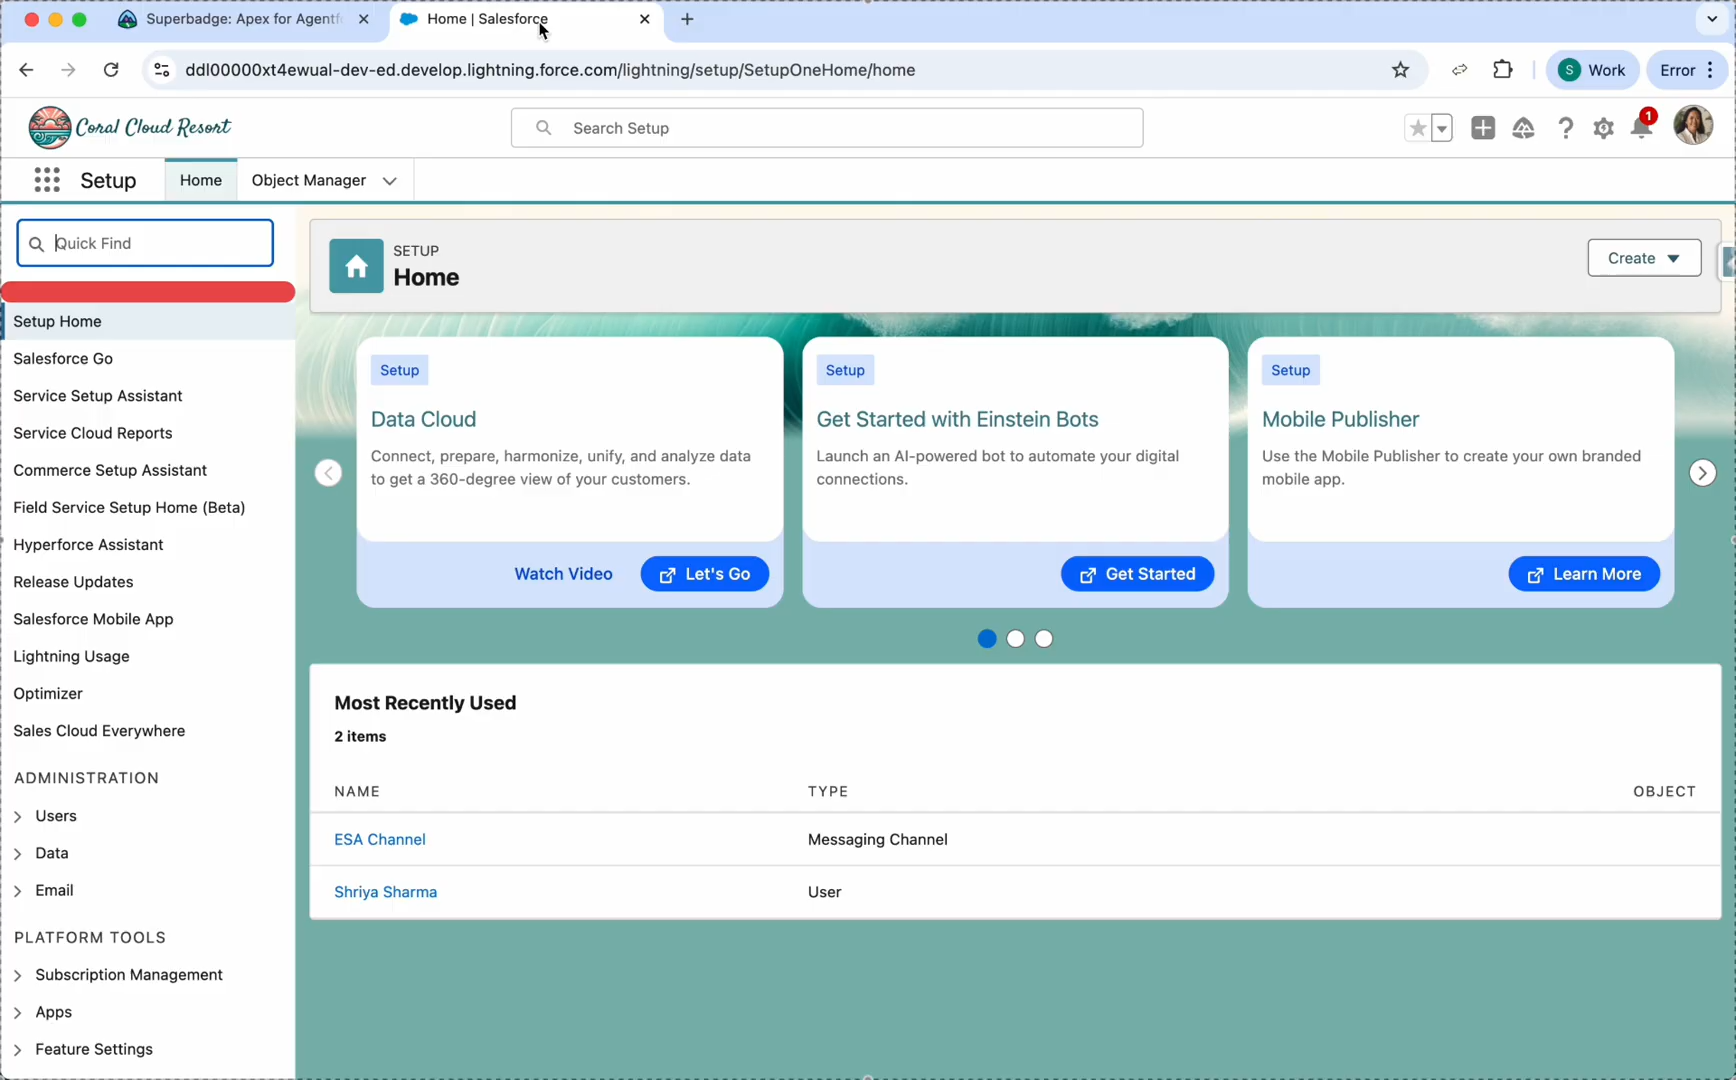 Superbadge: Apex for Agentf
Home | Salesforce
ddl00000xt4ewual-dev-ed.develop.lightning.force.com/lightning/setup/SetupOneHome/home
S
Work
Error
Coral Cloud Resort
Search Setup
1
Setup
Home
Object Manager
Quick Find
SETUP
Home
Create
Setup Home
Salesforce Go
Service Setup Assistant
Service Cloud Reports
Commerce Setup Assistant
Field Service Setup Home (Beta)
Hyperforce Assistant
Release Updates
Salesforce Mobile App
Lightning Usage
Optimizer
Sales Cloud Everywhere
ADMINISTRATION
Users
Data
Email
PLATFORM TOOLS
Subscription Management
Apps
Feature Settings
Setup
Data Cloud
Connect, prepare, harmonize, unify, and analyze data
to get a 360-degree view of your customers.
Watch Video
Let's Go
Setup
Get Started with Einstein Bots
Launch an AI-powered bot to automate your digital
connections.
Get Started
Setup
Mobile Publisher
Use the Mobile Publisher to create your own branded
mobile app.
Learn More
Most Recently Used
2 items
NAME TYPE OBJECT
ESA Channel Messaging Channel
Shriya Sharma User